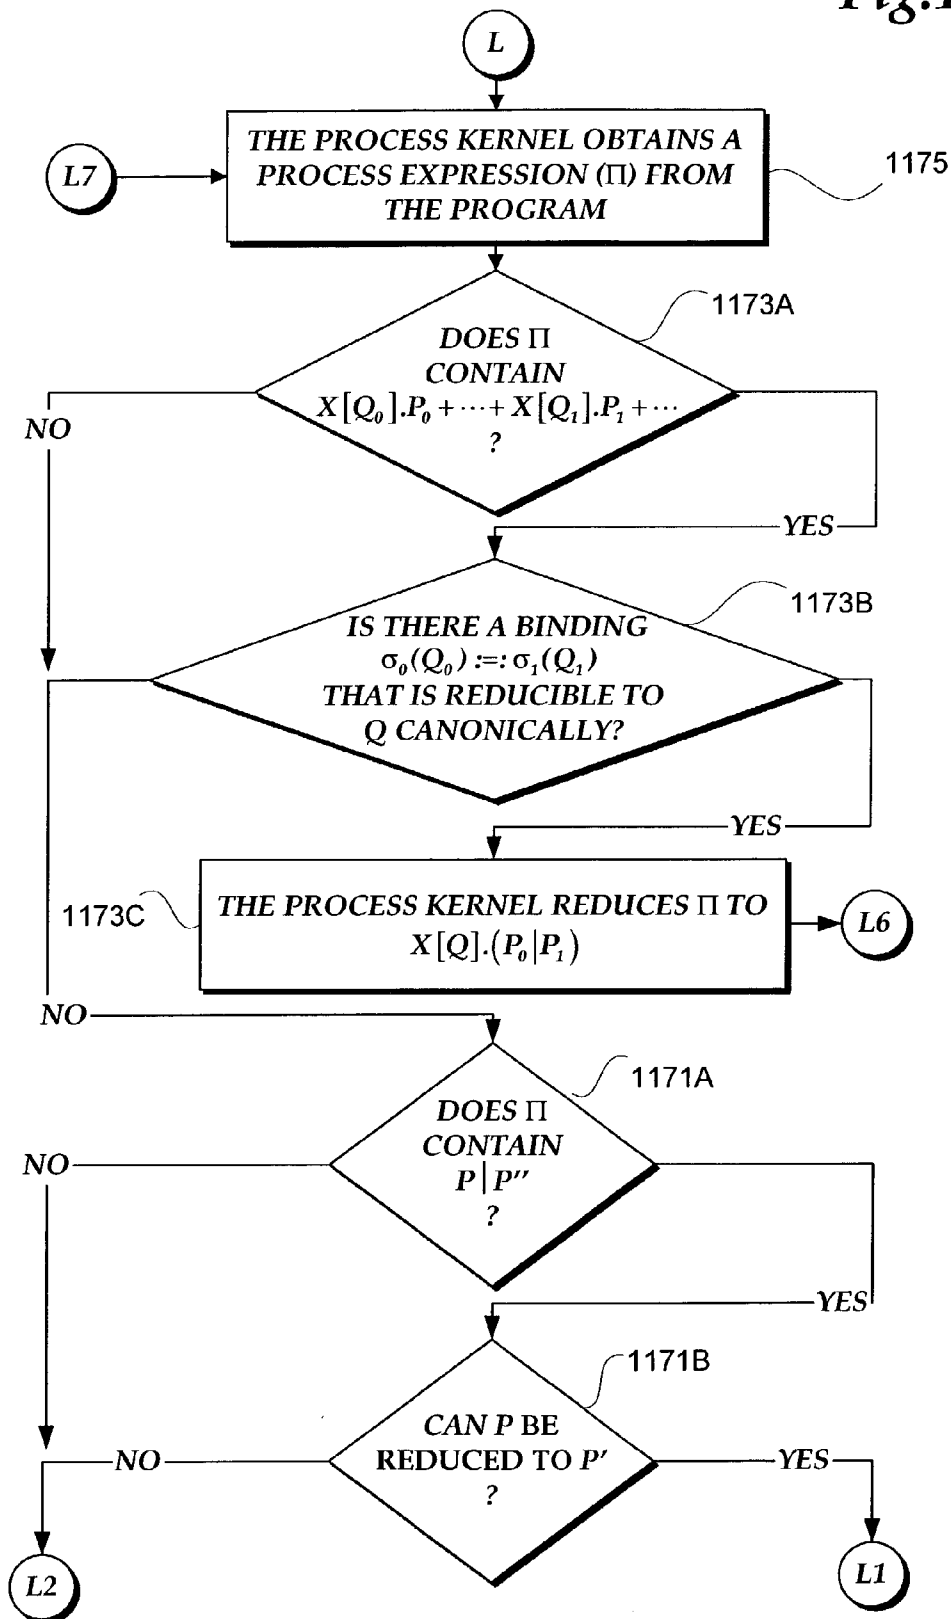 Fig.1
L
THE PROCESS KERNEL OBTAINS A
PROCESS EXPRESSION (Π) FROM
THE PROGRAM
L7
1175
1173A
DOES Π
CONTAIN
X[Q₀].P₀ + ··· + X[Q₁].P₁ + ···
?
NO
YES
1173B
IS THERE A BINDING
σ₀(Q₀) :=: σ₁(Q₁)
THAT IS REDUCIBLE TO
Q CANONICALLY?
YES
1173C
THE PROCESS KERNEL REDUCES Π TO
X[Q].(P₀|P₁)
L6
NO
1171A
DOES Π
CONTAIN
P|P''
?
NO
YES
1171B
CAN P BE
REDUCED TO P'
?
NO
YES
L2
L1